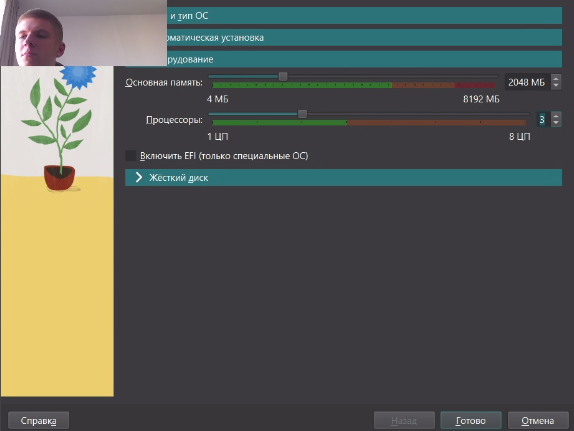 и тип ОС
оматическая установка
рудование
Основная память:
2048 МБ
4 МБ
8192 МБ
Процессоры:
3
1 ЦП
8 ЦП
Включить EFI (только специальные ОС)
Жёсткий диск
Справка
Назад
Готово
Отмена